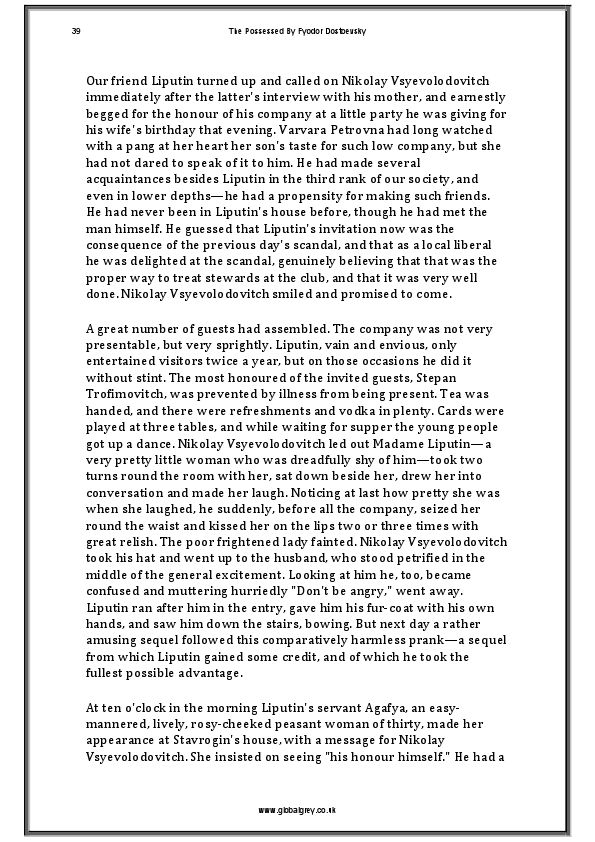 39
The Possessed By Fyodor Dostoevsky
Our friend Liputin turned up and called on Nikolay Vsyevolodovitch
immediately after the latter's interview with his mother, and earnestly
begged for the honour of his company at a little party he was giving for
his wife's birthday that evening. Varvara Petrovna had long watched
with a pang at her heart her son's taste for such low company, but she
had not dared to speak of it to him. He had made several
acquaintances besides Liputin in the third rank of our society, and
even in lower depths—he had a propensity for making such friends.
He had never been in Liputin's house before, though he had met the
man himself. He guessed that Liputin's invitation now was the
consequence of the previous day's scandal, and that as a local liberal
he was delighted at the scandal, genuinely believing that that was the
proper way to treat stewards at the club, and that it was very well
done. Nikolay Vsyevolodovitch smiled and promised to come.
A great number of guests had assembled. The company was not very
presentable, but very sprightly. Liputin, vain and envious, only
entertained visitors twice a year, but on those occasions he did it
without stint. The most honoured of the invited guests, Stepan
Trofimovitch, was prevented by illness from being present. Tea was
handed, and there were refreshments and vodka in plenty. Cards were
played at three tables, and while waiting for supper the young people
got up a dance. Nikolay Vsyevolodovitch led out Madame Liputin—a
very pretty little woman who was dreadfully shy of him—took two
turns round the room with her, sat down beside her, drew her into
conversation and made her laugh. Noticing at last how pretty she was
when she laughed, he suddenly, before all the company, seized her
round the waist and kissed her on the lips two or three times with
great relish. The poor frightened lady fainted. Nikolay Vsyevolodovitch
took his hat and went up to the husband, who stood petrified in the
middle of the general excitement. Looking at him he, too, became
confused and muttering hurriedly "Don't be angry," went away.
Liputin ran after him in the entry, gave him his fur-coat with his own
hands, and saw him down the stairs, bowing. But next day a rather
amusing sequel followed this comparatively harmless prank—a sequel
from which Liputin gained some credit, and of which he took the
fullest possible advantage.
At ten o'clock in the morning Liputin's servant Agafya, an easy-
mannered, lively, rosy-cheeked peasant woman of thirty, made her
appearance at Stavrogin's house, with a message for Nikolay
Vsyevolodovitch. She insisted on seeing "his honour himself." He had a
www.globalgrey.co.uk